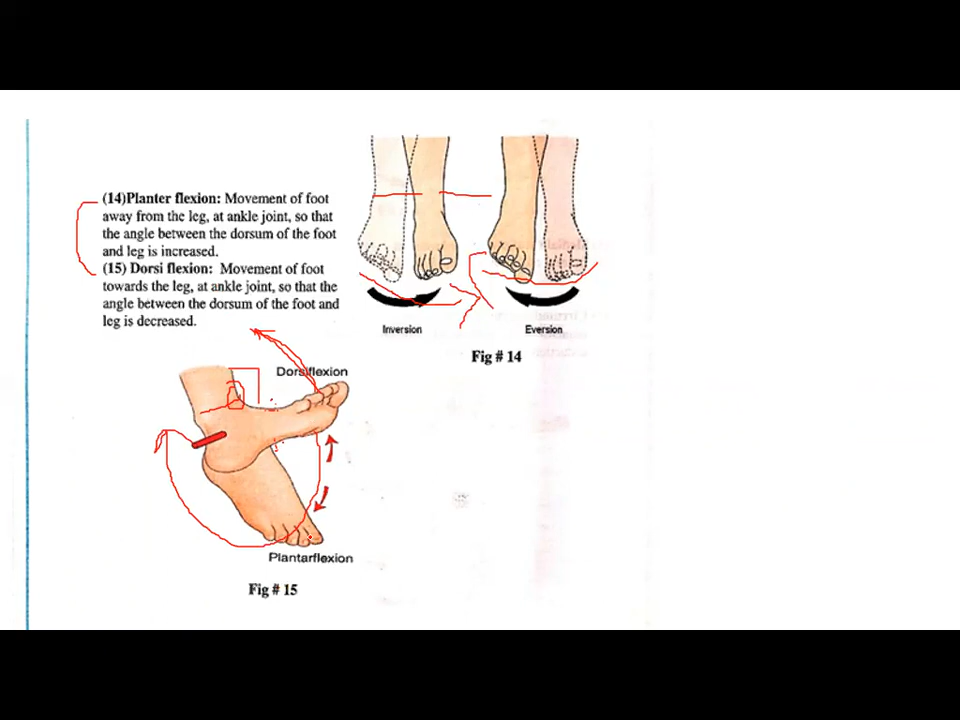 (14)Planter flexion: Movement of foot
away from the leg, at ankle joint, so that
the angle between the dorsum of the foot
and leg is increased.
(15) Dorsi flexion: Movement of foot
towards the leg, at ankle joint, so that the
angle between the dorsum of the foot and
leg is decreased.
Inversion
Eversion
Fig # 14
Dorsiflexion
Plantarflexion
Fig # 15